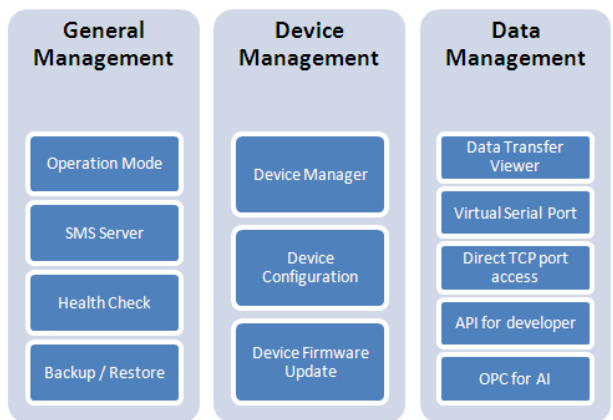 General
Management
Operation Mode
SMS Server
Health Check
Backup / Restore
Device
Management
Device Manager
Device
Configuration
Device Firmware
Update
Data
Management
Data Transfer
Viewer
Virtual Serial Port
Direct TCP port
access
API for developer
OPC for AI